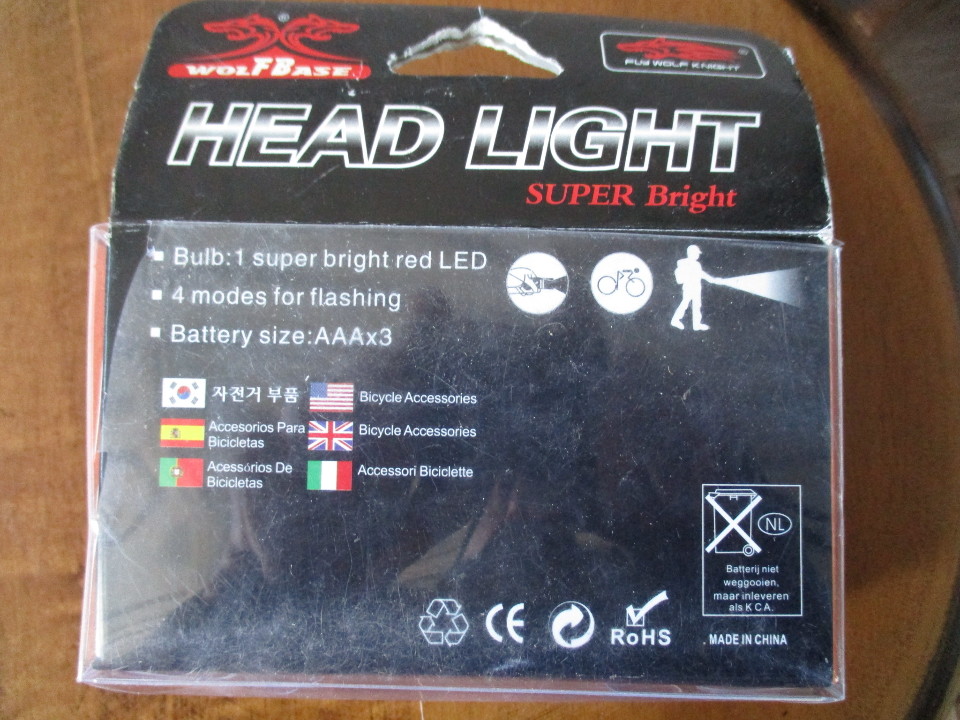 WOLFBASE
FLY WOLF KNIGHT
HEAD LIGHT
SUPER Bright
Bulb:1 super bright red LED
4 modes for flashing
Battery size:AAAx3
자전거 부품
Bicycle Accessories
Accesorios Para
Bicicletas
Bicycle Accessories
Acessórios De
Bicicletas
Accessori Biciclette
NL
Batterij niet
weggooien,
maar inleveren
als K C A.
CE
RoHS
. MADE IN CHINA